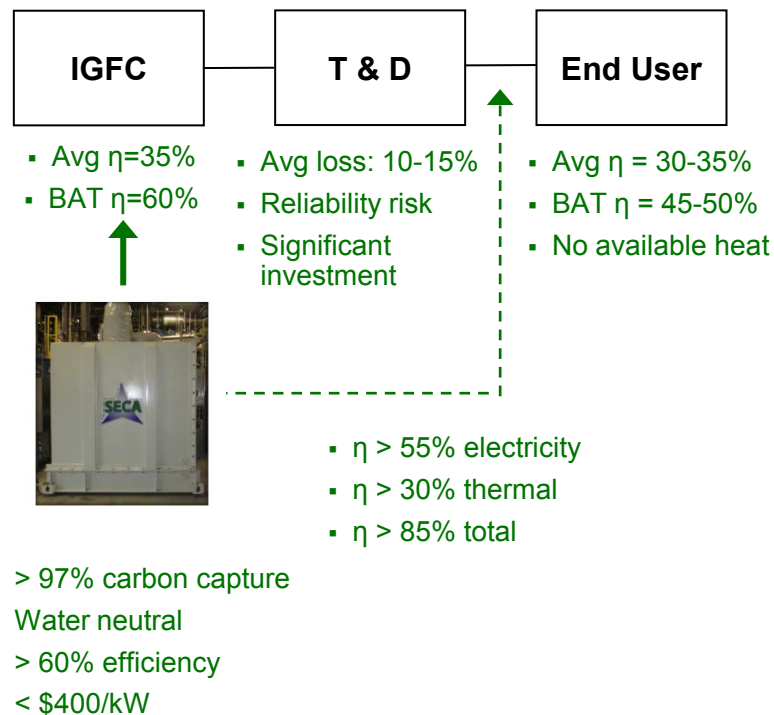 IGFC
T & D
End User
▪ Avg η=35%
▪ BAT η=60%
▪ Avg loss: 10-15%
▪ Reliability risk
▪ Significant
investment
▪ Avg η = 30-35%
▪ BAT η = 45-50%
▪ No available heat
SECA
▪ η > 55% electricity
▪ η > 30% thermal
▪ η > 85% total
> 97% carbon capture
Water neutral
> 60% efficiency
< $400/kW